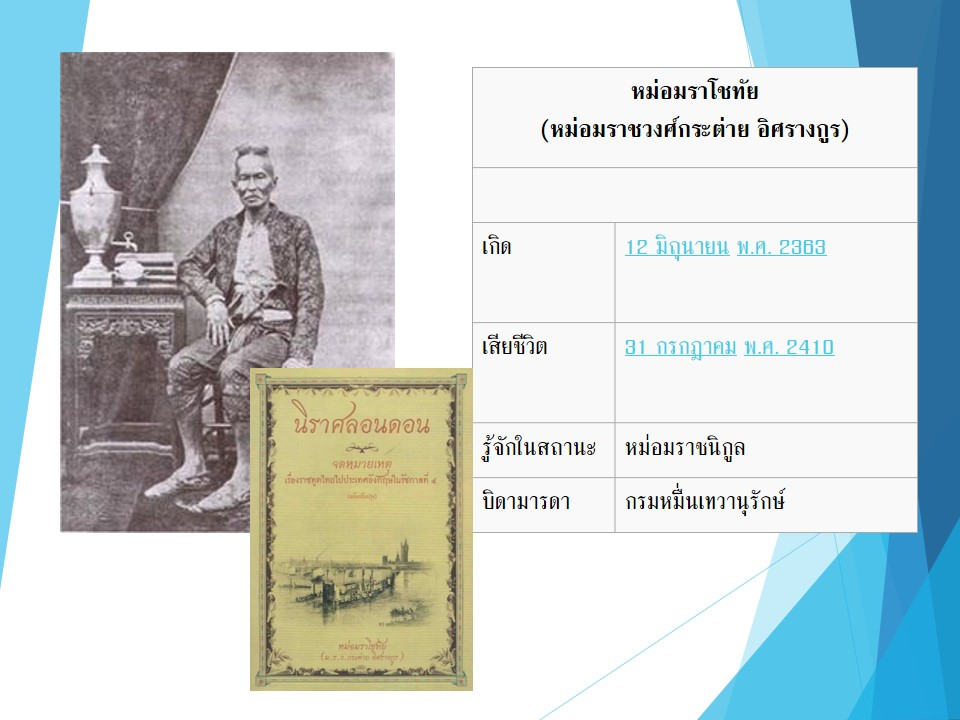 หม่อมราโชทัย
(หม่อมราชวงศ์กระต่าย อิศรางกูร)
เกิด
12 มิถุนายน พ.ศ. 2363
เสียชีวิต
31 กรกฎาคม พ.ศ. 2410
รู้จักในสถานะ
หม่อมราชนิกูล
บิดามารดา
กรมหมื่นเทวานุรักษ์
นิราศลอนดอน
จดหมายเหตุ
เรื่องราชทูตไทยไปประเทศอังกฤษในรัชกาลที่ ๔
หม่อมราโชทัย
(ม.ร.ว.กระต่าย อิศรางกูร)